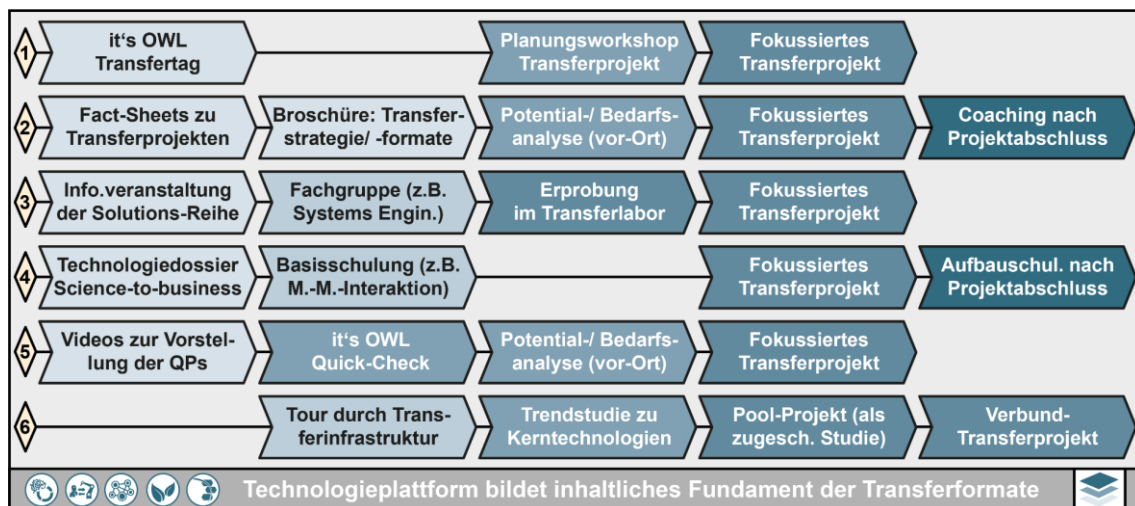 1
it's OWL
Transfertag
Planungsworkshop
Transferprojekt
Fokussiertes
Transferprojekt
2
Fact-Sheets zu
Transferprojekten
Broschüre: Transfer-
strategie/ -formate
Potential-/ Bedarfs-
analyse (vor-Ort)
Fokussiertes
Transferprojekt
Coaching nach
Projektabschluss
3
Info.veranstaltung
der Solutions-Reihe
Fachgruppe (z.B.
Systems Engin.)
Erprobung
im Transferlabor
Fokussiertes
Transferprojekt
4
Technologiedossier
Science-to-business
Basisschulung (z.B.
M.-M.-Interaktion)
Fokussiertes
Transferprojekt
Aufbauschul. nach
Projektabschluss
5
Videos zur Vorstel-
lung der QPs
it's OWL
Quick-Check
Potential-/ Bedarfs-
analyse (vor-Ort)
Fokussiertes
Transferprojekt
6
Tour durch Trans-
ferinfrastruktur
Trendstudie zu
Kerntechnologien
Pool-Projekt (als
zugesch. Studie)
Verbund-
Transferprojekt
Technologieplattform bildet inhaltliches Fundament der Transferformate